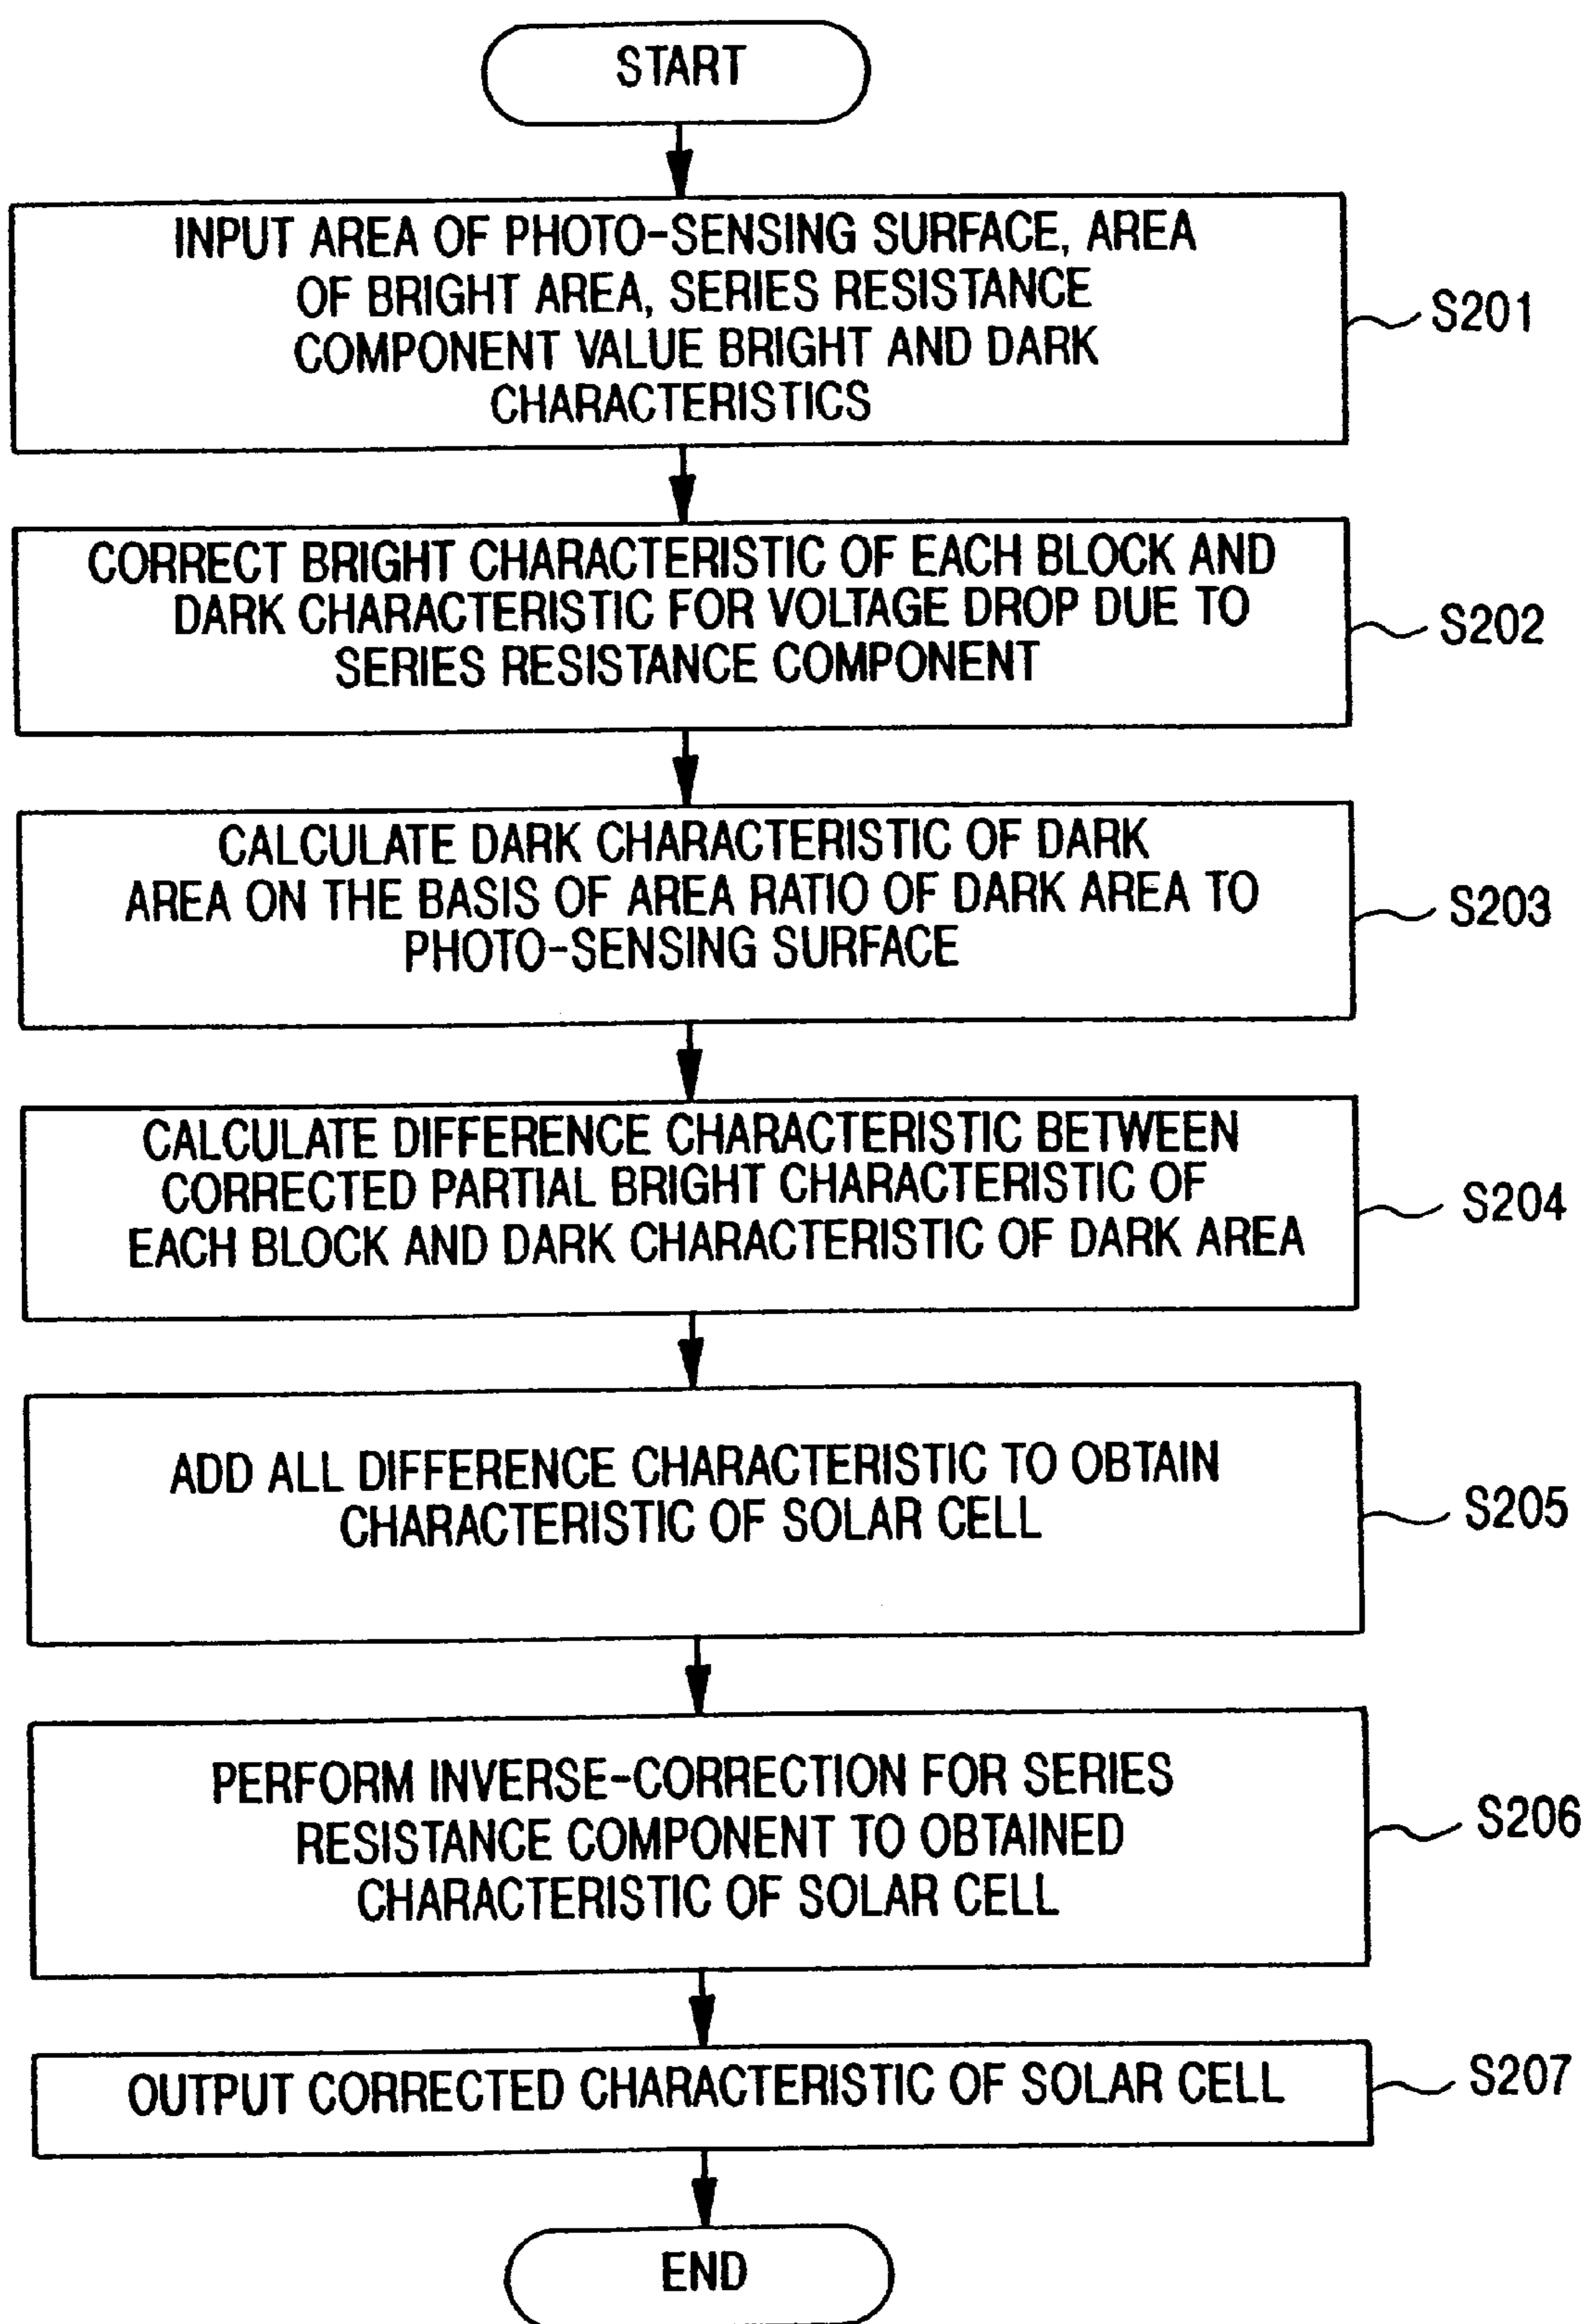 START
INPUT AREA OF PHOTO-SENSING SURFACE, AREA
OF BRIGHT AREA, SERIES RESISTANCE
COMPONENT VALUE BRIGHT AND DARK
CHARACTERISTICS
S201
CORRECT BRIGHT CHARACTERISTIC OF EACH BLOCK AND
DARK CHARACTERISTIC FOR VOLTAGE DROP DUE TO
SERIES RESISTANCE COMPONENT
S202
CALCULATE DARK CHARACTERISTIC OF DARK
AREA ON THE BASIS OF AREA RATIO OF DARK AREA TO
PHOTO-SENSING SURFACE
S203
CALCULATE DIFFERENCE CHARACTERISTIC BETWEEN
CORRECTED PARTIAL BRIGHT CHARACTERISTIC OF
EACH BLOCK AND DARK CHARACTERISTIC OF DARK AREA
S204
ADD ALL DIFFERENCE CHARACTERISTIC TO OBTAIN
CHARACTERISTIC OF SOLAR CELL
S205
PERFORM INVERSE-CORRECTION FOR SERIES
RESISTANCE COMPONENT TO OBTAINED
CHARACTERISTIC OF SOLAR CELL
S206
OUTPUT CORRECTED CHARACTERISTIC OF SOLAR CELL
S207
END